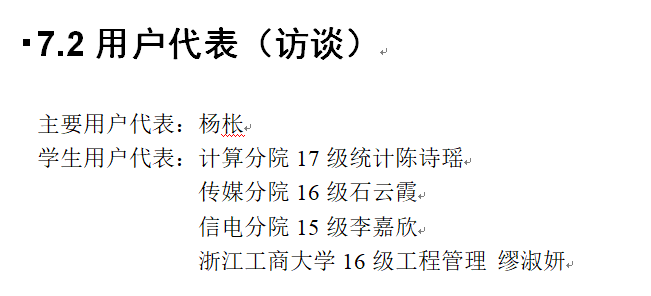 7.2 用户代表（访谈）
主要用户代表：杨枨
学生用户代表：计算分院 17 级统计陈诗瑶
传媒分院 16 级石云霞
信电分院 15 级李嘉欣
浙江工商大学 16 级工程管理 缪淑妍